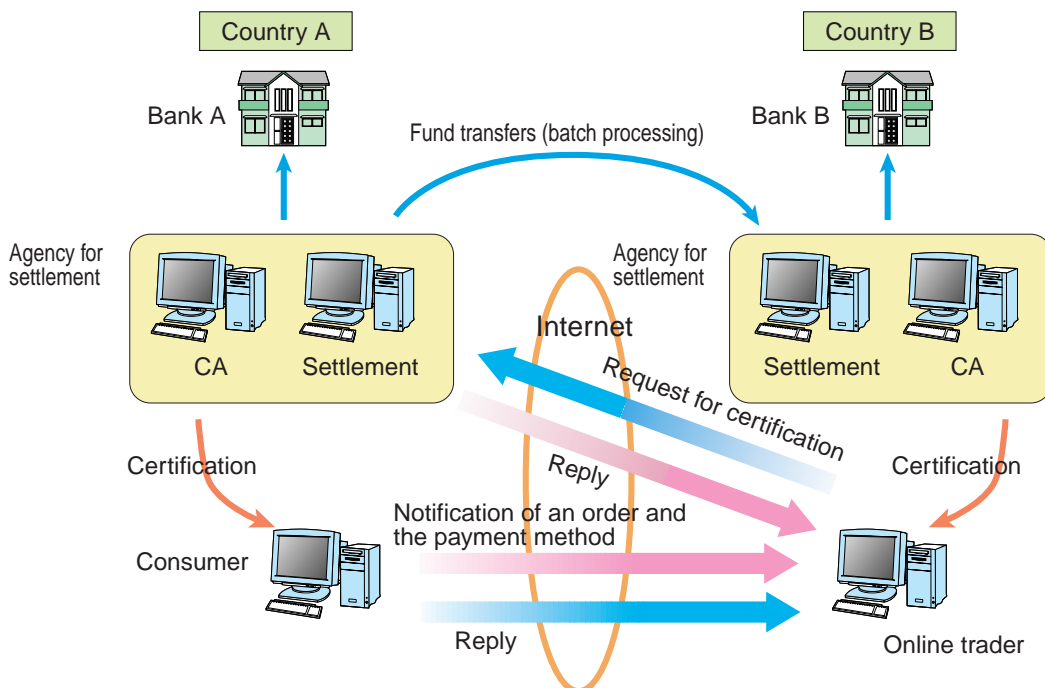 Country A
Country B
Bank A
Bank B
Fund transfers (batch processing)
Agency for
settlement
Agency for
settlement
CA
Settlement
Internet
Settlement
CA
Request for certification
Certification
Reply
Certification
Notification of an order and
the payment method
Consumer
Reply
Online trader